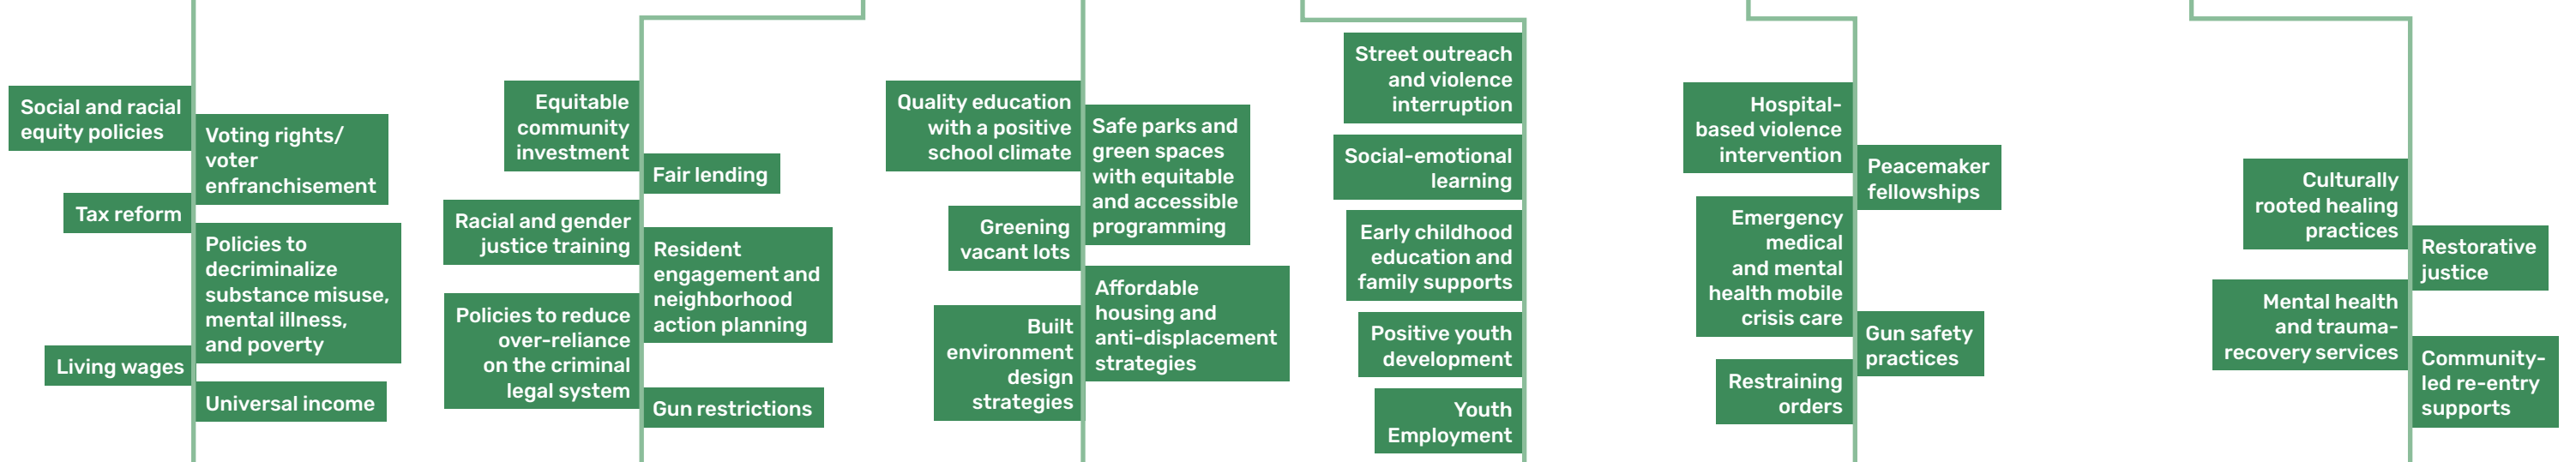 Social and racial
equity policies
Voting rights/
voter
enfranchisement
Tax reform
Policies to
decriminalize
substance misuse,
mental illness,
and poverty
Living wages
Universal income
Equitable
community
investment
Fair lending
Racial and gender
justice training
Resident
engagement and
neighborhood
action planning
Policies to reduce
over-reliance
on the criminal
legal system
Gun restrictions
Quality education
with a positive
school climate
Safe parks and
green spaces
with equitable
and accessible
programming
Greening
vacant lots
Affordable
housing and
anti-displacement
strategies
Built
environment
design
strategies
Street outreach
and violence
interruption
Social-emotional
learning
Early childhood
education and
family supports
Positive youth
development
Youth
Employment
Hospital-
based violence
intervention
Peacemaker
fellowships
Emergency
medical
and mental
health mobile
crisis care
Gun safety
practices
Restraining
orders
Culturally
rooted healing
practices
Restorative
justice
Mental health
and trauma-
recovery services
Community-
led re-entry
supports